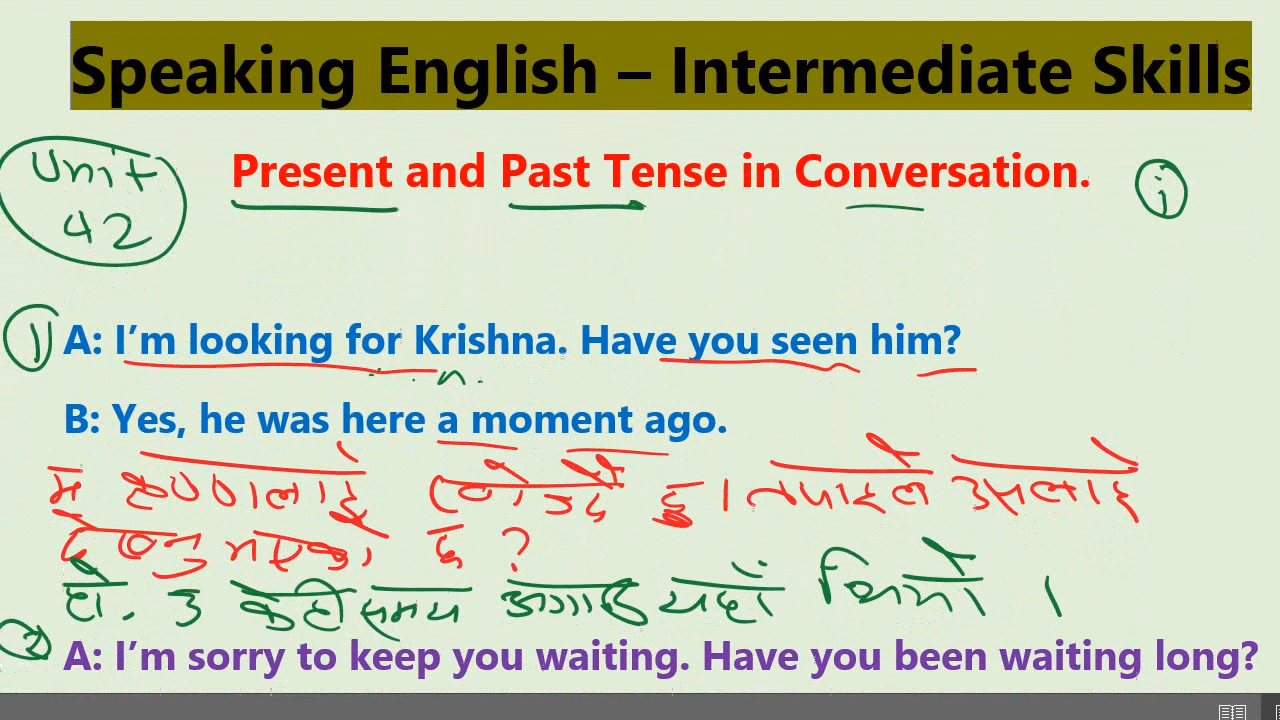 Speaking English – Intermediate Skills
Unit 42
Present and Past Tense in Conversation.
i
1) A: I’m looking for Krishna. Have you seen him?
B: Yes, he was here a moment ago.
म कृष्णलाई खोज्दै छु। तपाईंले उसलाई
देख्नु भएको छ ?
हो. ऊ केही समय अगाडि यहाँ थियो ।
2 A: I’m sorry to keep you waiting. Have you been waiting long?